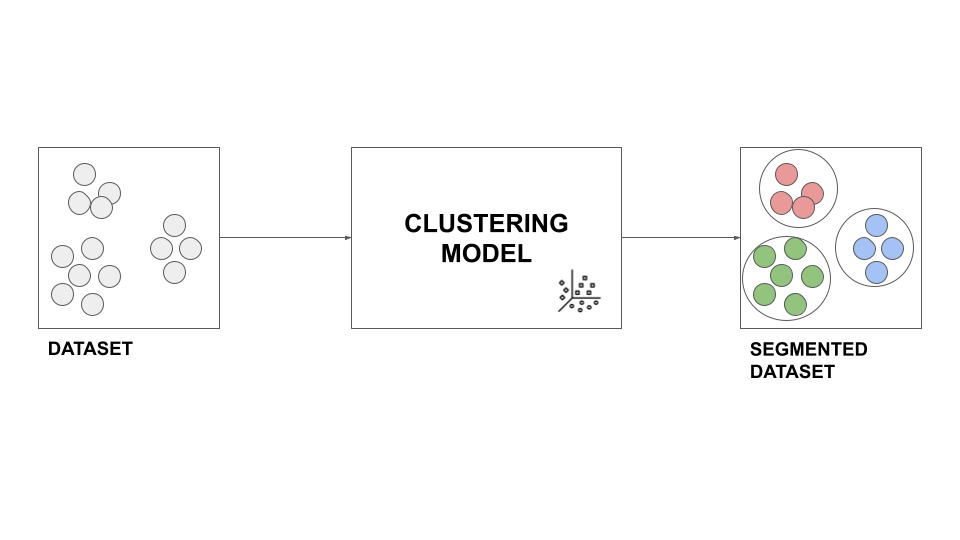 CLUSTERING
MODEL
DATASET
SEGMENTED
DATASET